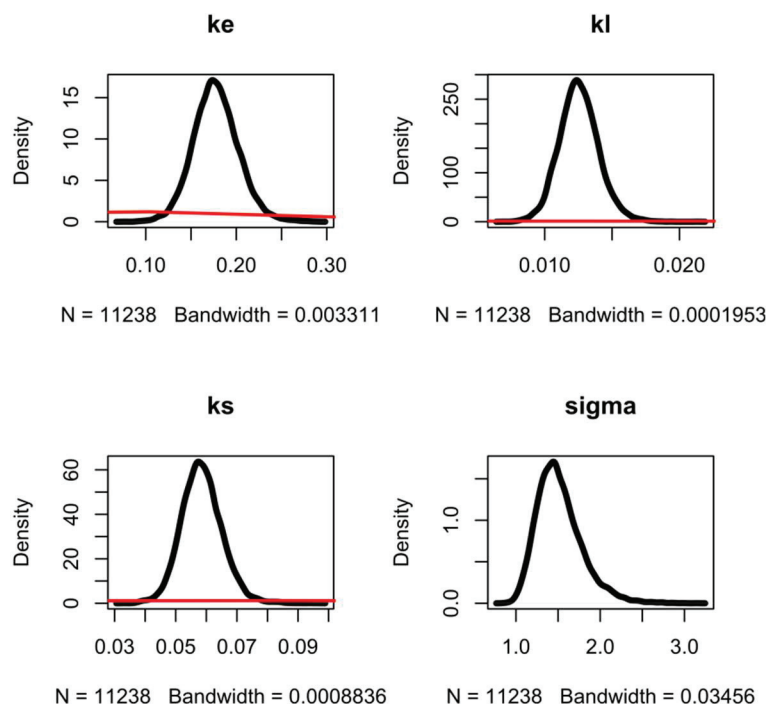 ke
kl
Density
15
10
5
0
0.10 0.20 0.30
N = 11238 Bandwidth = 0.003311
Density
250
100
0
0.010 0.020
N = 11238 Bandwidth = 0.0001953
ks
sigma
Density
60
40
20
0
0.03 0.05 0.07 0.09
N = 11238 Bandwidth = 0.0008836
Density
1.0
0.0
1.0 2.0 3.0
N = 11238 Bandwidth = 0.03456